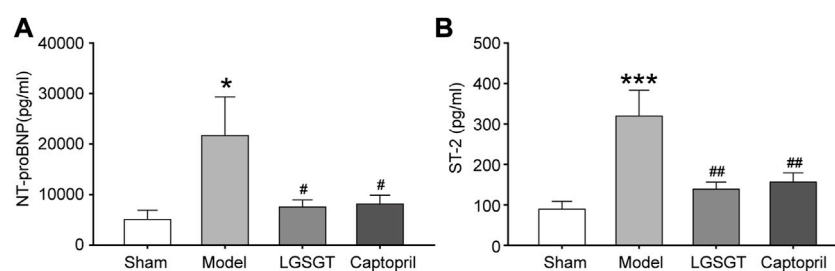 A
NT-proBNP(pg/ml)
40000
30000
20000
10000
0
*
#
#
Sham Model LGSGT Captopril
B
ST-2 (pg/ml)
500
400
300
200
100
0
***
##
##
Sham Model LGSGT Captopril